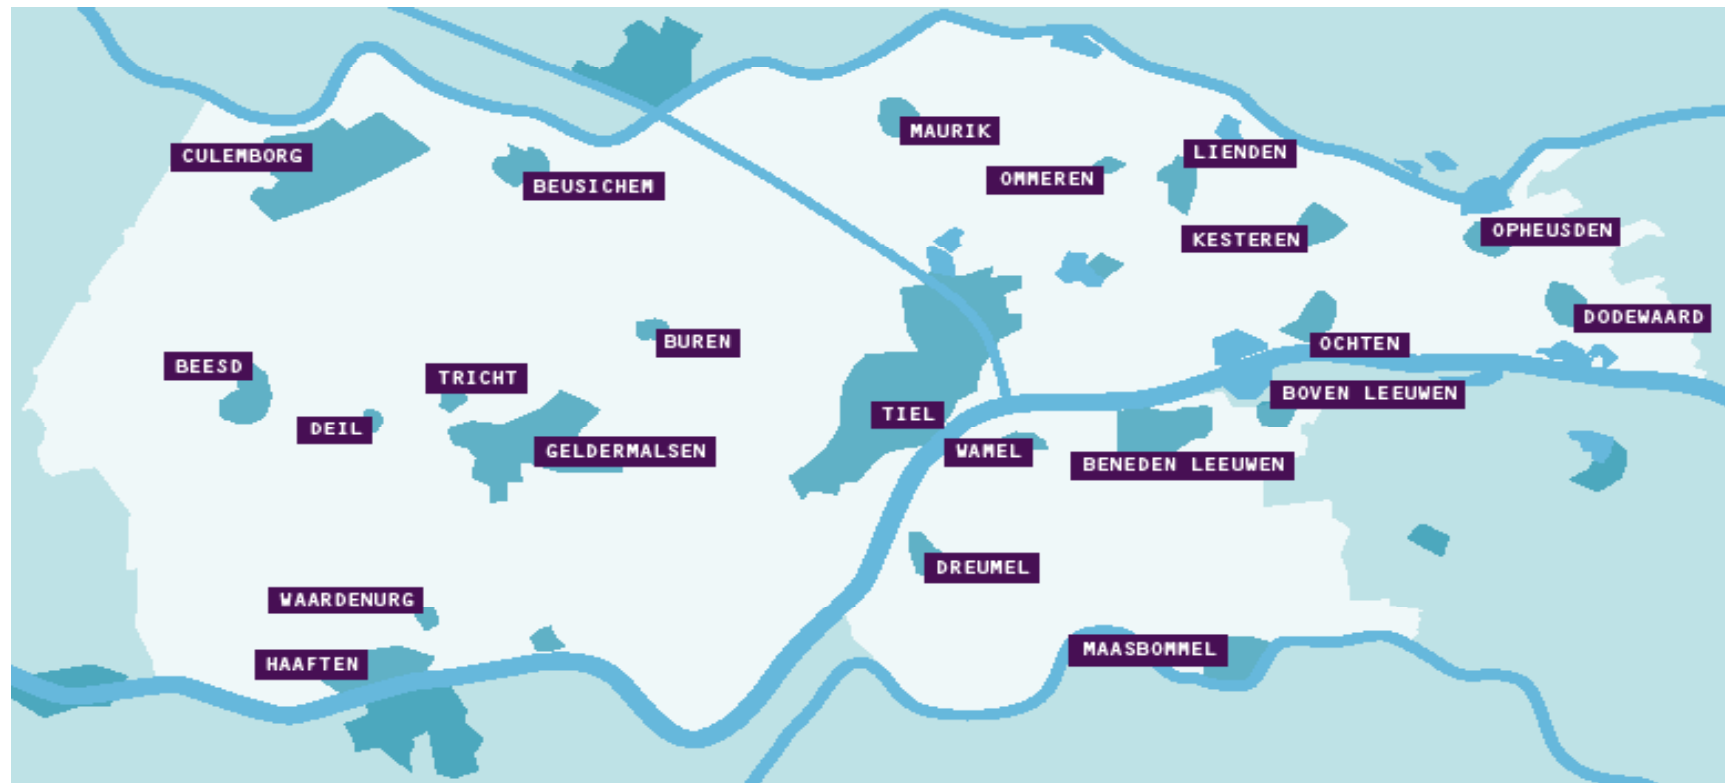 MAURIK
CULEMBORG
LIENDEN
OMMEREN
BEUSICHEM
OPHEUSDEN
KESTEREN
DODEWAARD
BUREN
OCHTEN
BEESD
TRICHT
BOVEN LEEUWEN
TIEL
DEIL
GELDERMALSEN
WAMEL
BENEDEN LEEUWEN
DREUMEL
WAARDENURG
MAASBOMMEL
HAAFTEN